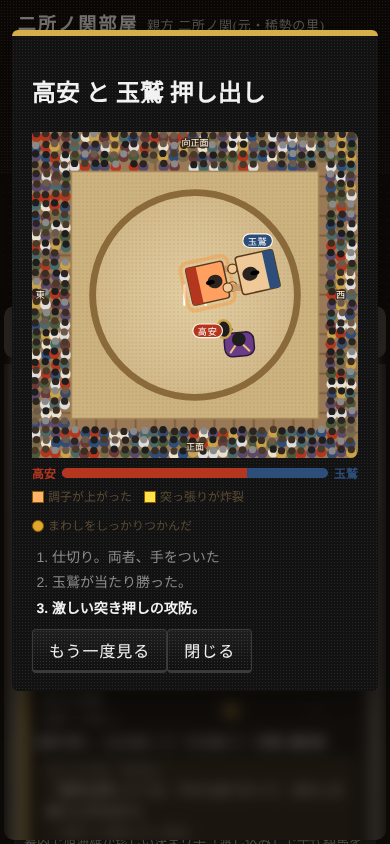 二所ノ関部屋 親方 二所ノ関(元・稀勢の里)
高安 と 玉鷲 押し出し
向正面
玉鷲
東
西
高安
正面
高安
玉鷲
調子が上がった 突っ張りが炸裂
まわしをしっかりつかんだ
1. 仕切り。両者、手をついた
2. 玉鷲が当たり勝った。
3. 激しい突き押しの攻防。
もう一度見る 閉じる